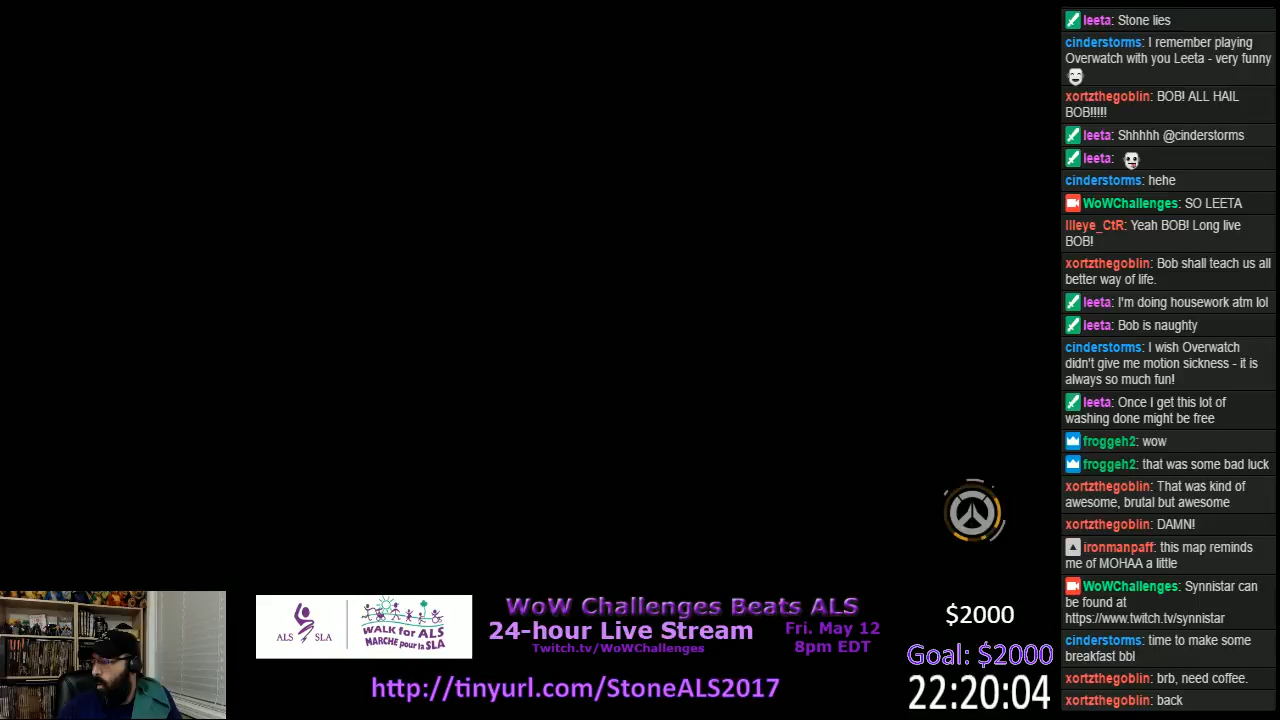 leeta: Stone lies
cinderstorms: I remember playing
Overwatch with you Leeta - very funny
xortzthegoblin: BOB! ALL HAIL
BOB!!!!!
leeta: Shhhhh @cinderstorms
leeta:
cinderstorms: hehe
WoWChallenges: SO LEETA
Illeye_CtR: Yeah BOB! Long live
BOB!
xortzthegoblin: Bob shall teach us all
better way of life.
leeta: I'm doing housework atm lol
leeta: Bob is naughty
cinderstorms: I wish Overwatch
didn't give me motion sickness - it is
always so much fun!
leeta: Once I get this lot of
washing done might be free
froggeh2: wow
froggeh2: that was some bad luck
xortzthegoblin: That was kind of
awesome, brutal but awesome
xortzthegoblin: DAMN!
ironmanpaff: this map reminds
me of MOHAA a little
WoWChallenges: Synnistar can
be found at
https://www.twitch.tv/synnistar
cinderstorms: time to make some
breakfast bbl
xortzthegoblin: brb, need coffee.
xortzthegoblin: back
ALS SLA
WALK for ALS
MARCHE pour la SLA
WoW Challenges Beats ALS
24-hour Live Stream
Twitch.tv/WoWChallenges
Fri. May 12
8pm EDT
http://tinyurl.com/StoneALS2017
$2000
Goal: $2000
22:20:04